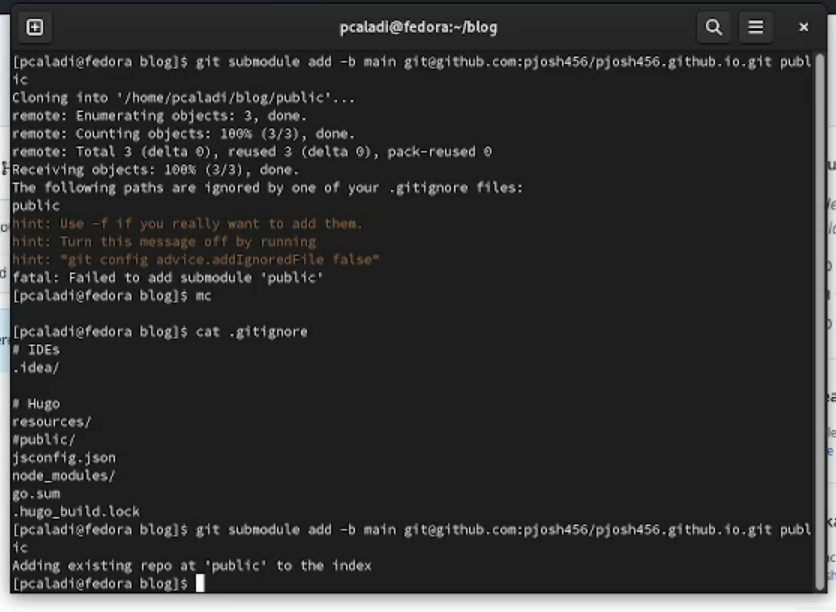 pcaladi@fedora:~/blog
[pcaladi@fedora blog]$ git submodule add -b main git@github.com:pjosh456/pjosh456.github.io.git publ
ic
Cloning into '/home/pcaladi/blog/public'...
remote: Enumerating objects: 3, done.
remote: Counting objects: 100% (3/3), done.
remote: Total 3 (delta 0), reused 3 (delta 0), pack-reused 0
Receiving objects: 100% (3/3), done.
The following paths are ignored by one of your .gitignore files:
public
hint: Use -f if you really want to add them.
hint: Turn this message off by running
hint: "git config advice.addIgnoredFile false"
fatal: Failed to add submodule 'public'
[pcaladi@fedora blog]$ mc
[pcaladi@fedora blog]$ cat .gitignore
# IDEs
.idea/
# Hugo
resources/
#public/
jsconfig.json
node_modules/
go.sum
.hugo_build.lock
[pcaladi@fedora blog]$ git submodule add -b main git@github.com:pjosh456/pjosh456.github.io.git publ
ic
Adding existing repo at 'public' to the index
[pcaladi@fedora blog]$